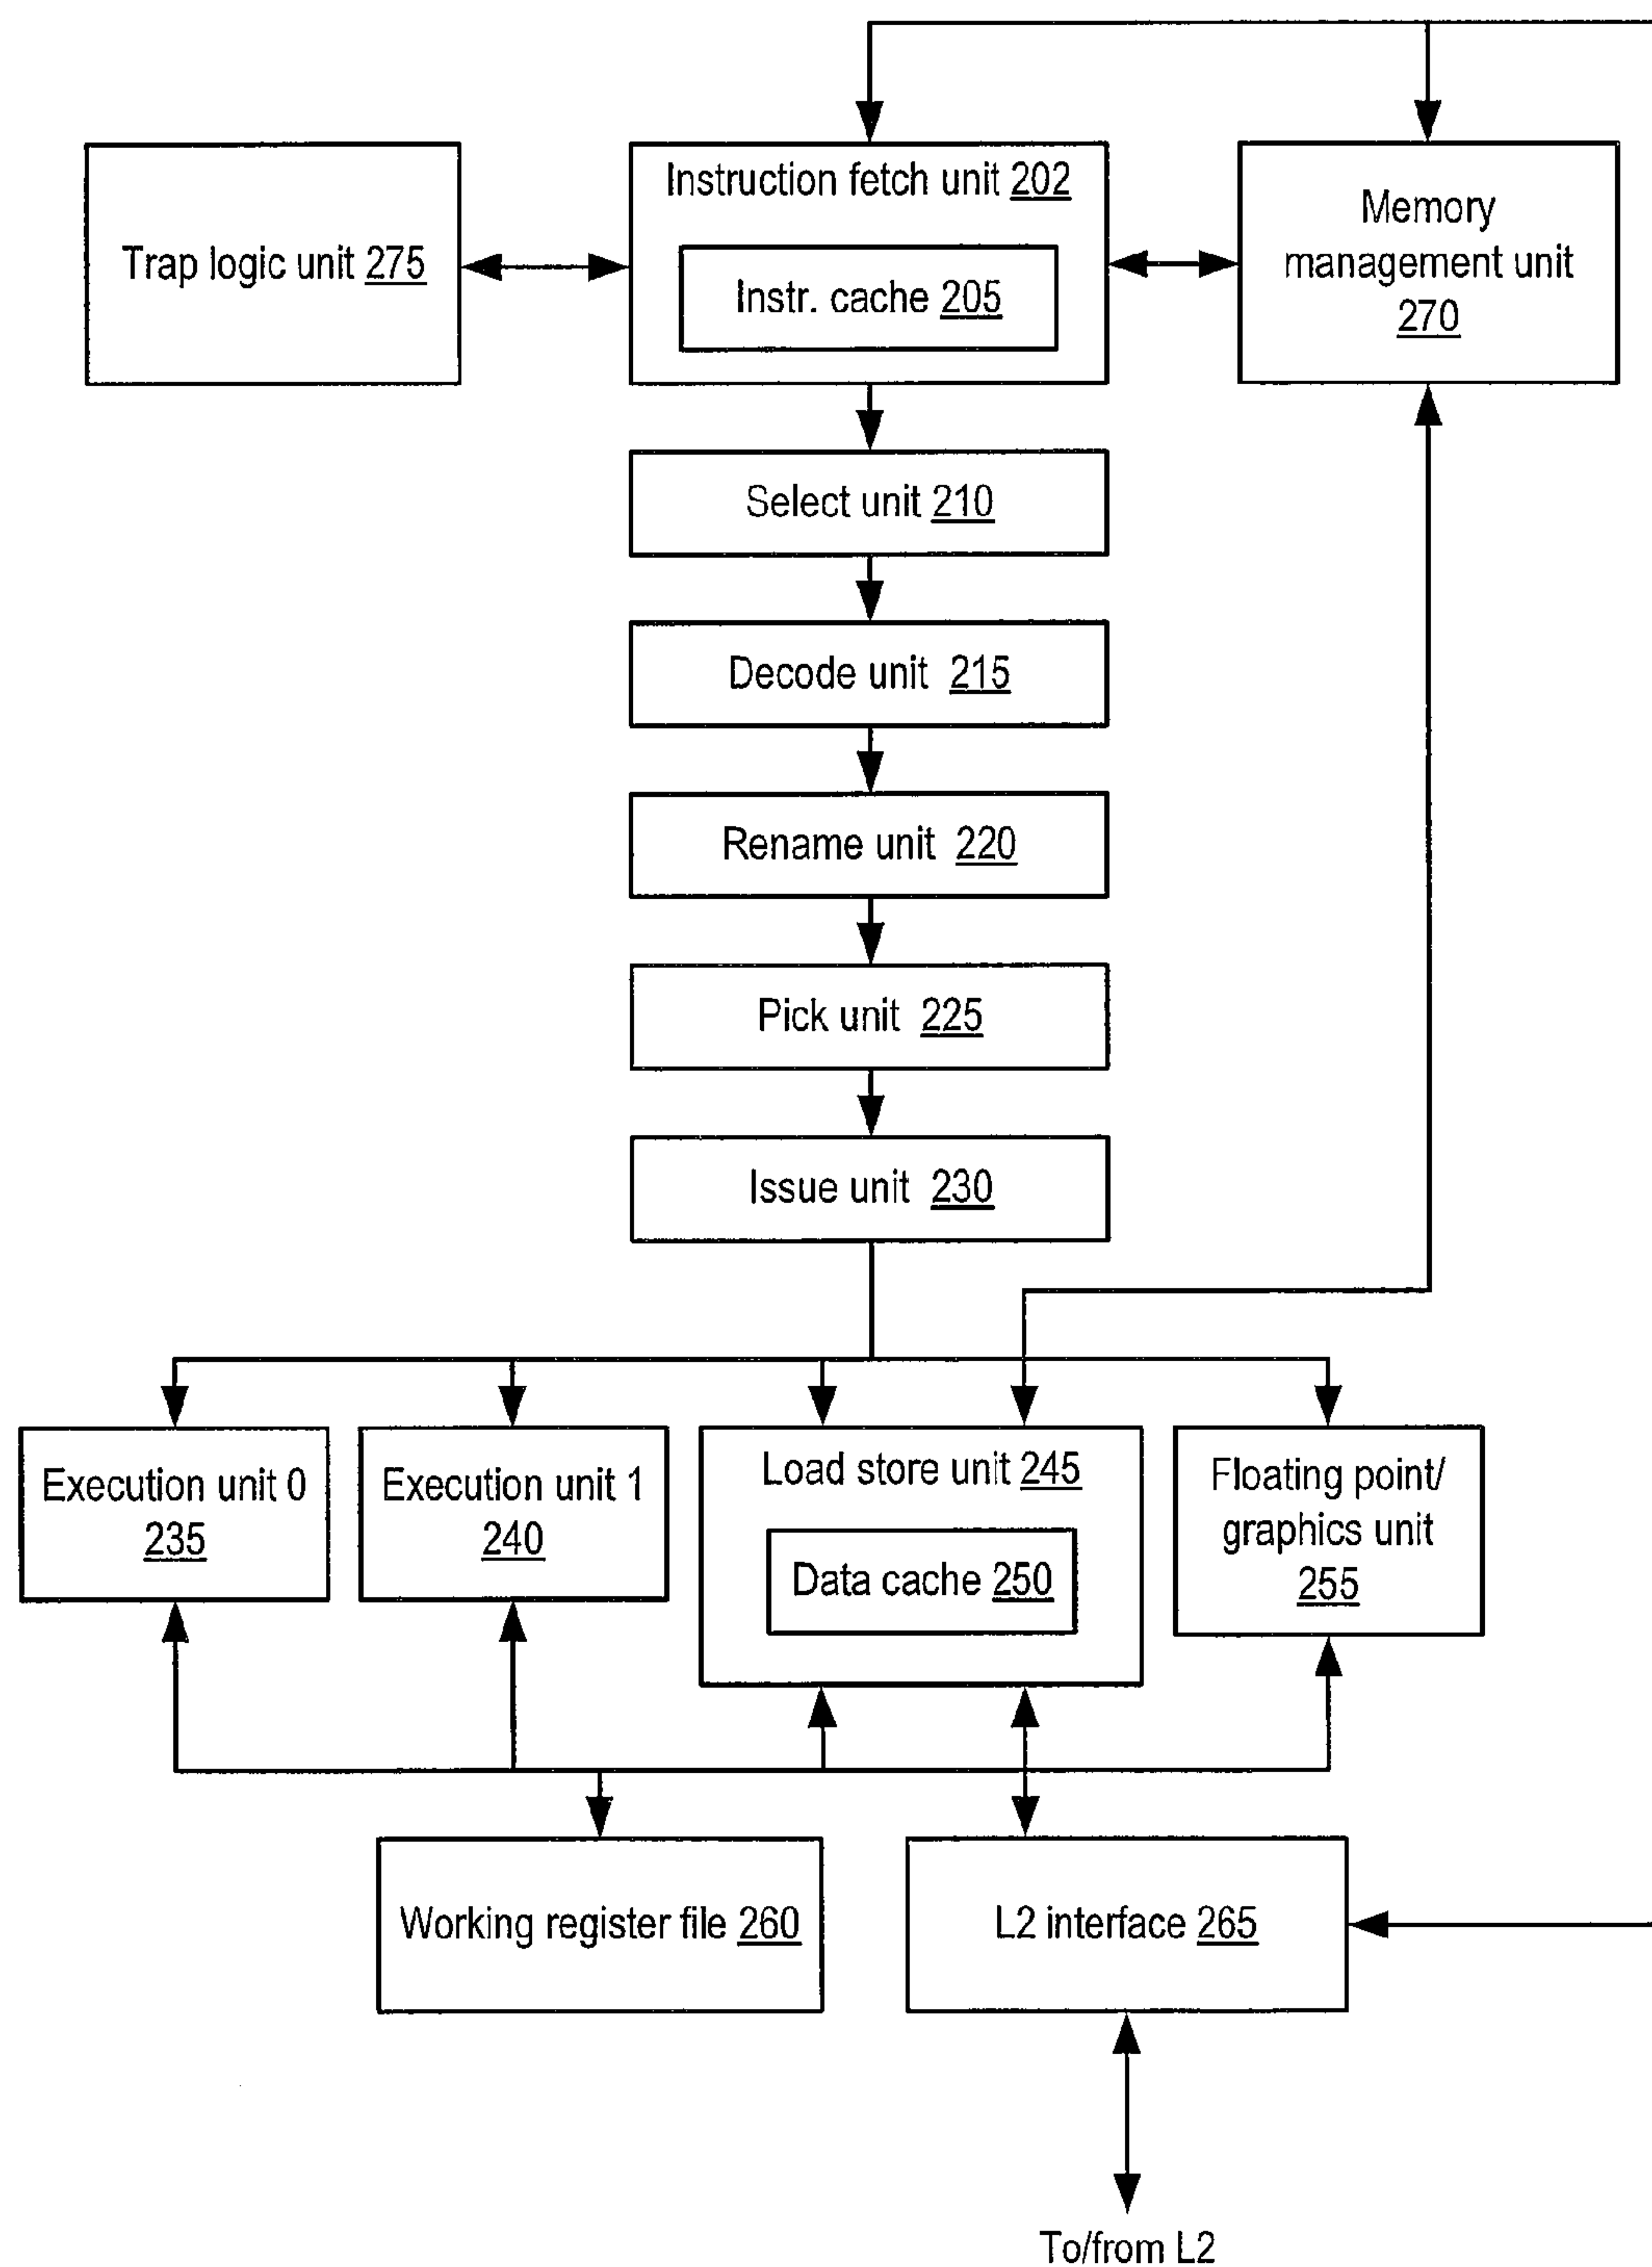 Trap logic unit 275
Instruction fetch unit 202
Instr. cache 205
Memory
management unit
270
Select unit 210
Decode unit 215
Rename unit 220
Pick unit 225
Issue unit 230
Execution unit 0
235
Execution unit 1
240
Load store unit 245
Data cache 250
Floating point/
graphics unit
255
Working register file 260
L2 interface 265
To/from L2